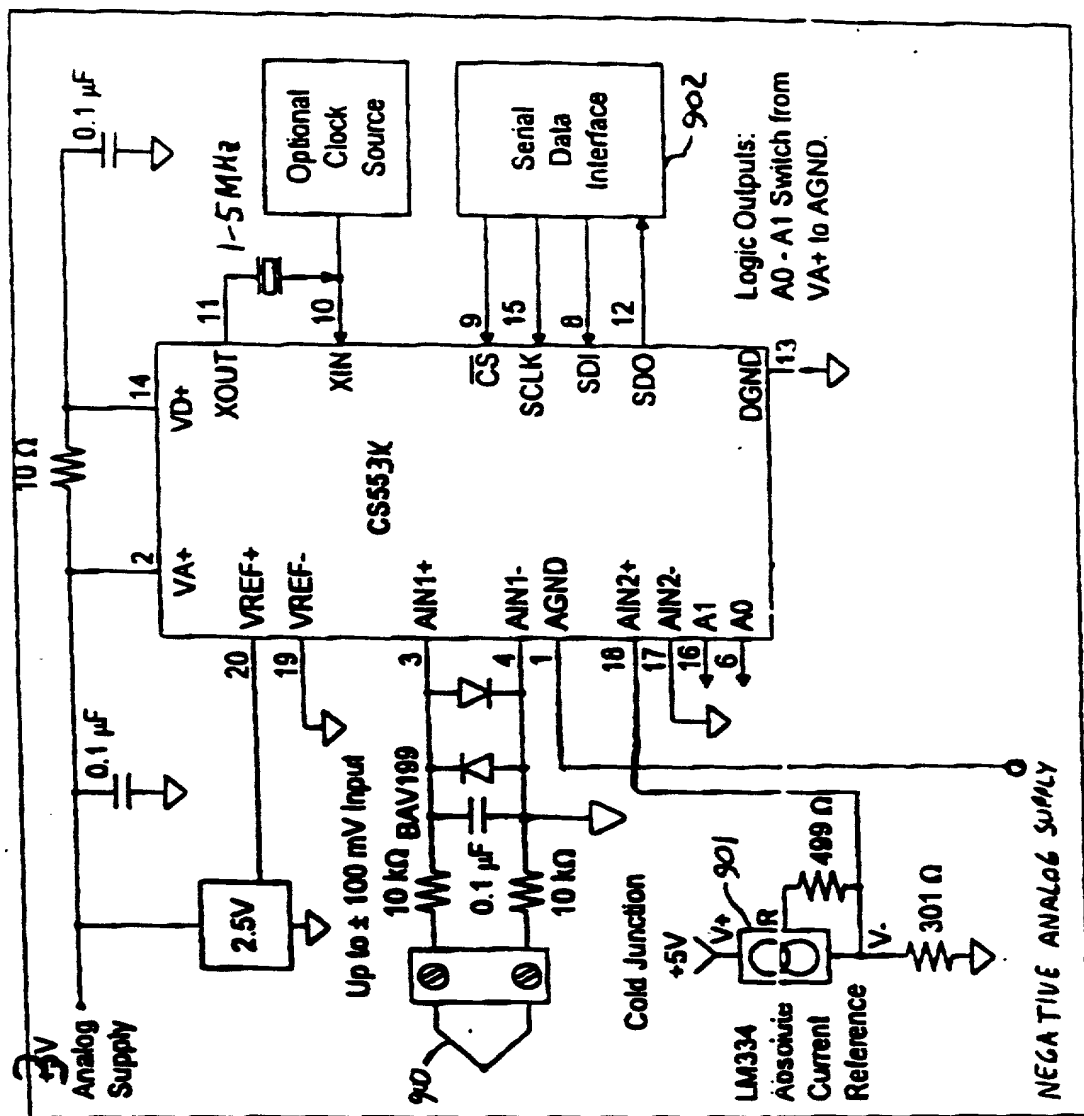 +3V
Analog
Supply
0.1 µF
10 Ω
0.1 µF
2.5V
2
VA+
14
VD+
20
VREF+
19
VREF-
11
XOUT
1-5 MHz
10
XIN
Optional
Clock
Source
CS553X
Up to ± 100 mV Input
10 kΩ
BAV199
0.1 µF
10 kΩ
90
3
AIN1+
4
AIN1-
1
AGND
18
AIN2+
17
AIN2-
16
A1
6
A0
9
CS
15
SCLK
8
SDI
12
SDO
Serial
Data
Interface
902
DGND
13
Logic Outputs:
A0 - A1 Switch from
VA+ to AGND.
Cold Junction
+5V
V+
901
R
499 Ω
V-
301 Ω
LM334
Absolute
Current
Reference
NEGATIVE ANALOG SUPPLY